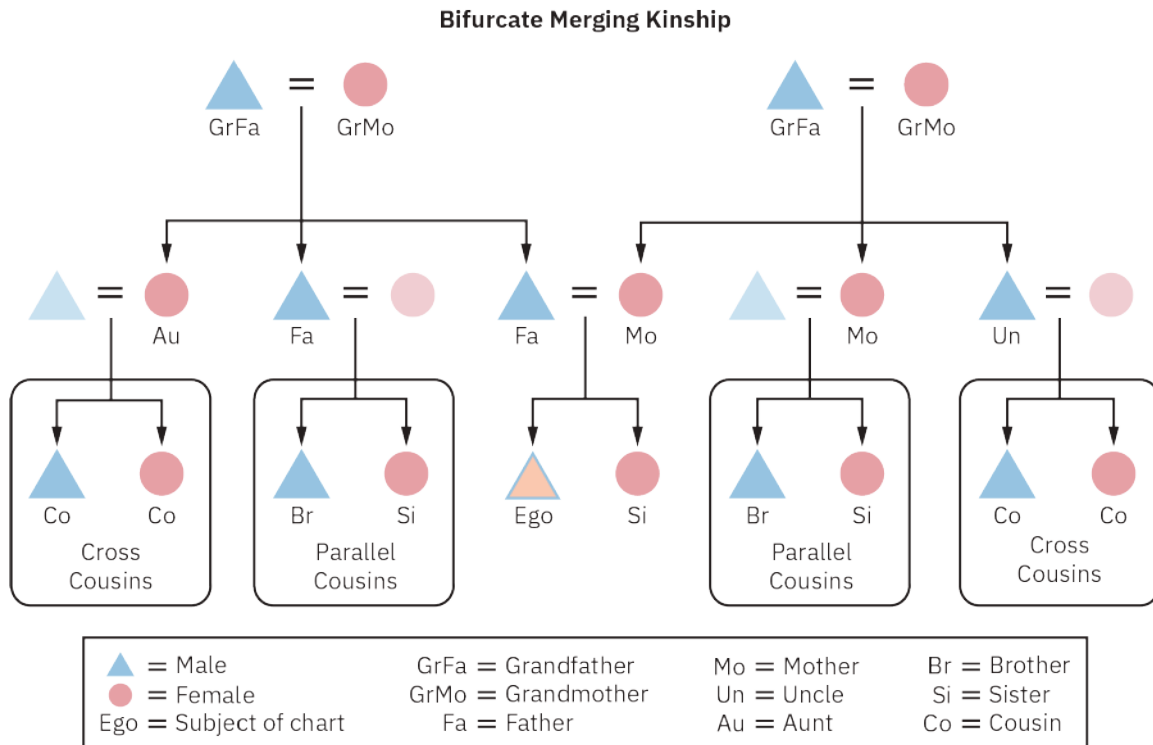 Bifurcate Merging Kinship
= =
GrFa GrMo GrFa GrMo
= = = = =
Au Fa Fa Mo Mo Un
Co Co Br Si Ego Si Br Si Co Co
Cross
Cousins
Parallel
Cousins
Parallel
Cousins
Cross
Cousins
= Male
= Female
Ego = Subject of chart
GrFa = Grandfather
GrMo = Grandmother
Fa = Father
Mo = Mother
Un = Uncle
Au = Aunt
Br = Brother
Si = Sister
Co = Cousin